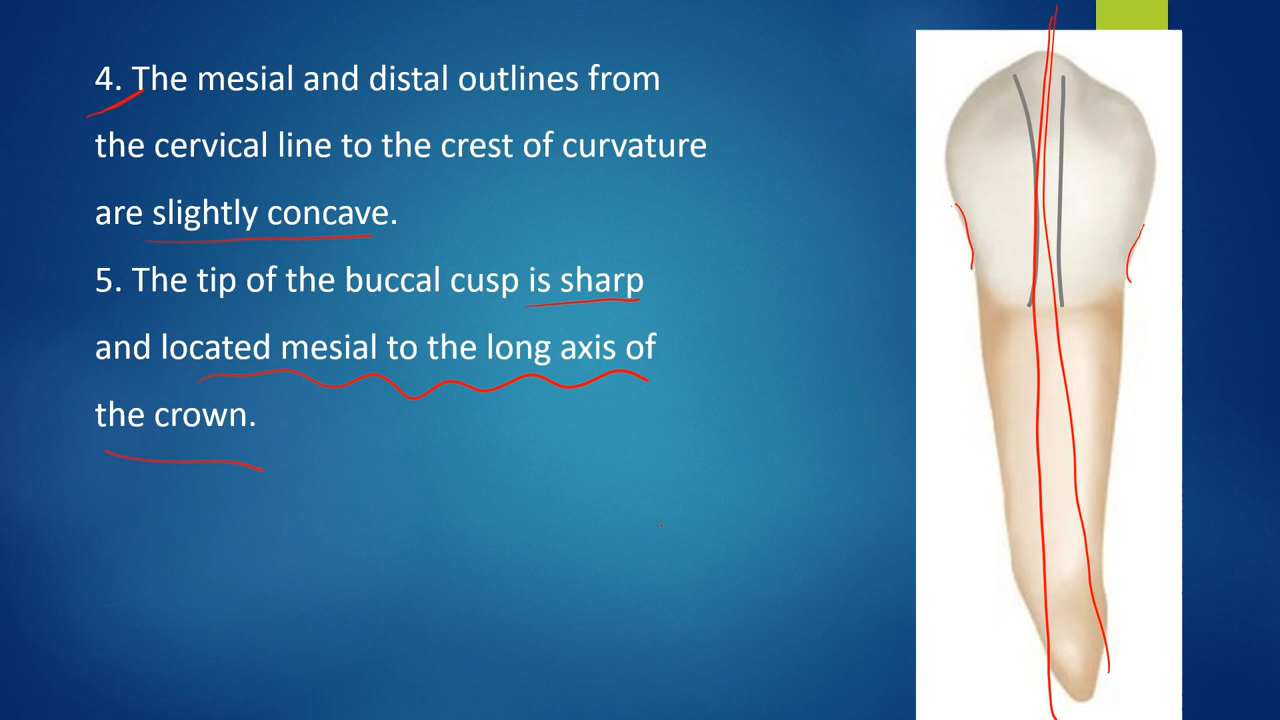 4. The mesial and distal outlines from
the cervical line to the crest of curvature
are slightly concave.
5. The tip of the buccal cusp is sharp
and located mesial to the long axis of
the crown.